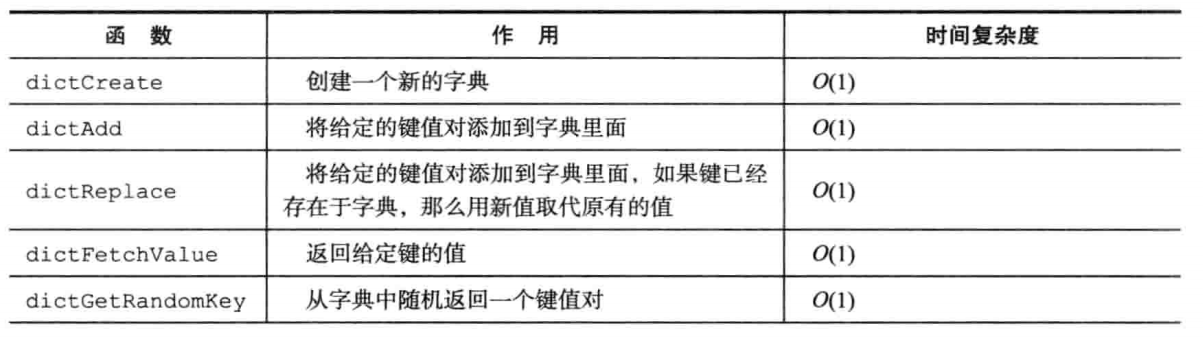 函 数 作 用 时间复杂度
dictCreate 创建一个新的字典 O(1)
dictAdd 将给定的键值对添加到字典里面 O(1)
dictReplace 将给定的键值对添加到字典里面，如果键已经
存在于字典，那么用新值取代原有的值 O(1)
dictFetchValue 返回给定键的值 O(1)
dictGetRandomKey 从字典中随机返回一个键值对 O(1)